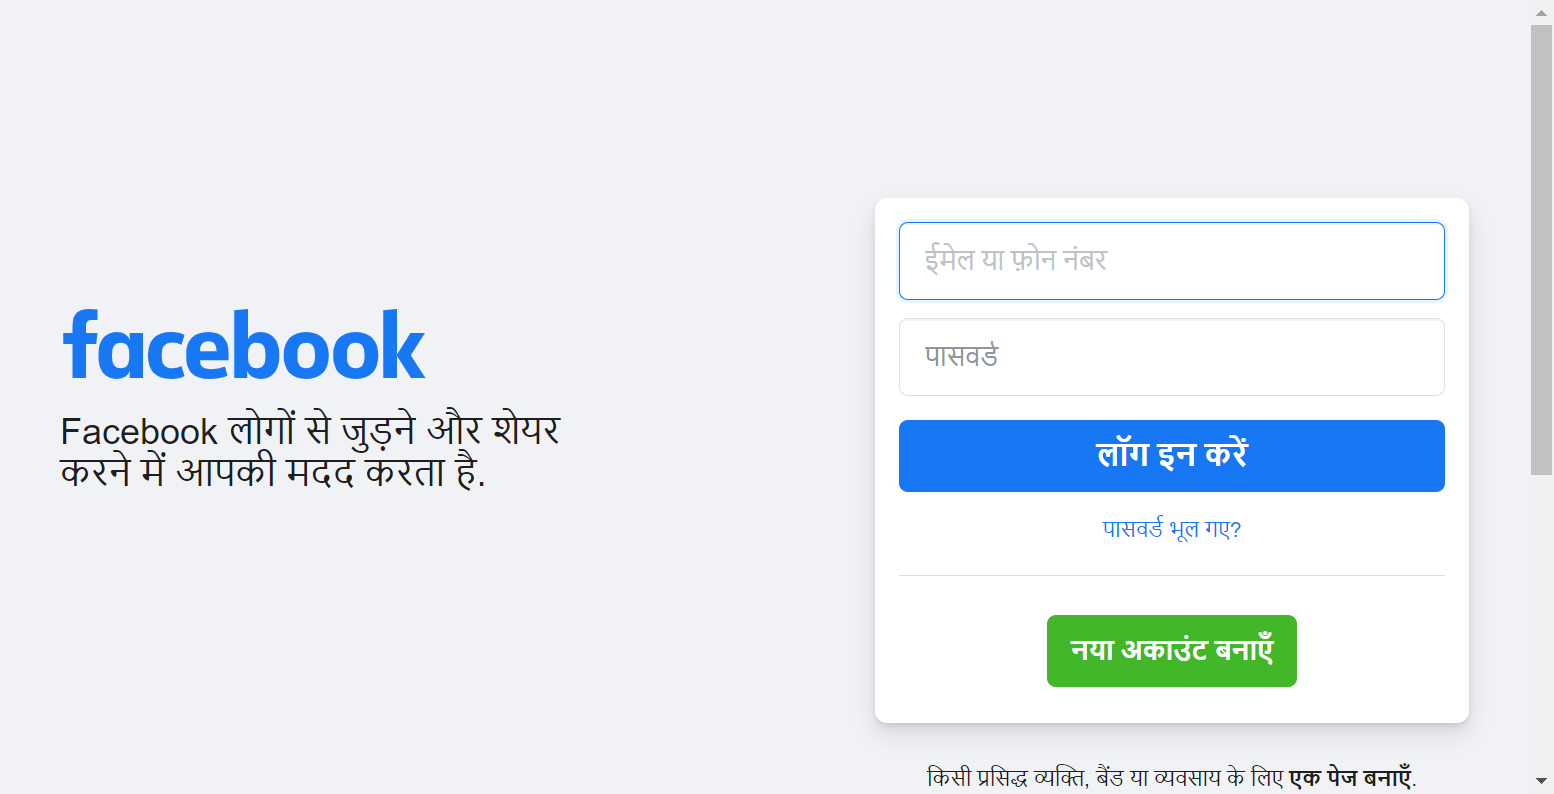 facebook
Facebook लोगों से जुड़ने और शेयर
करने में आपकी मदद करता है.
ईमेल या फ़ोन नंबर
पासवर्ड
लॉग इन करें
पासवर्ड भूल गए?
नया अकाउंट बनाएँ
किसी प्रसिद्ध व्यक्ति, बैंड या व्यवसाय के लिए एक पेज बनाएँ.